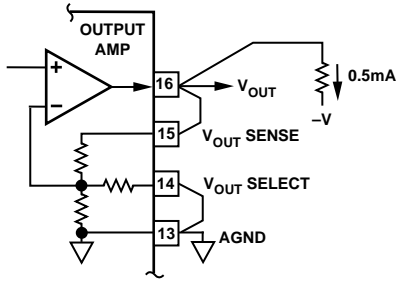 OUTPUT
AMP
+
–
16
V_OUT
0.5mA
–V
15
V_OUT SENSE
14
V_OUT SELECT
13
AGND